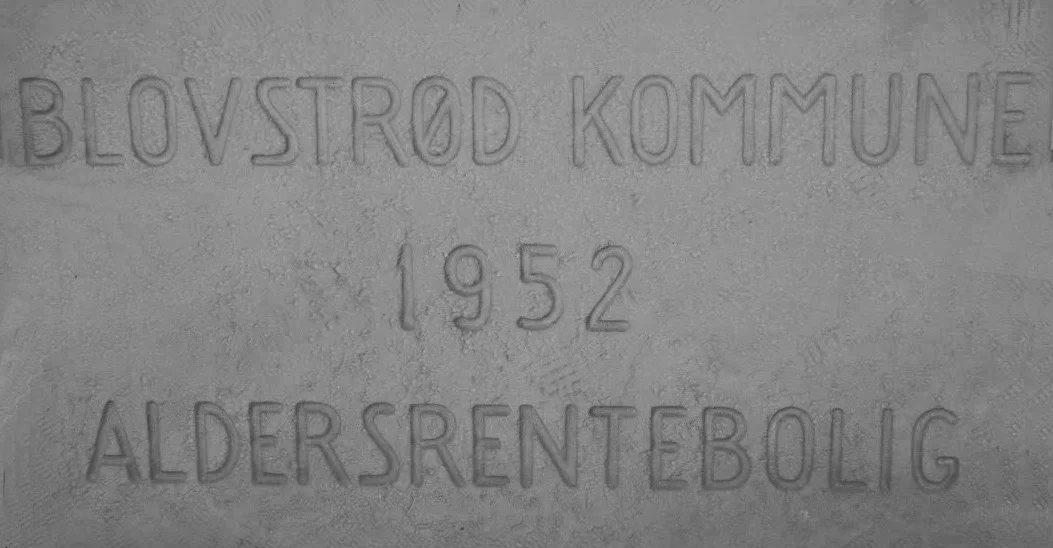 BLOVSTRØD KOMMUNE
1952
ALDERSRENTEBOLIG